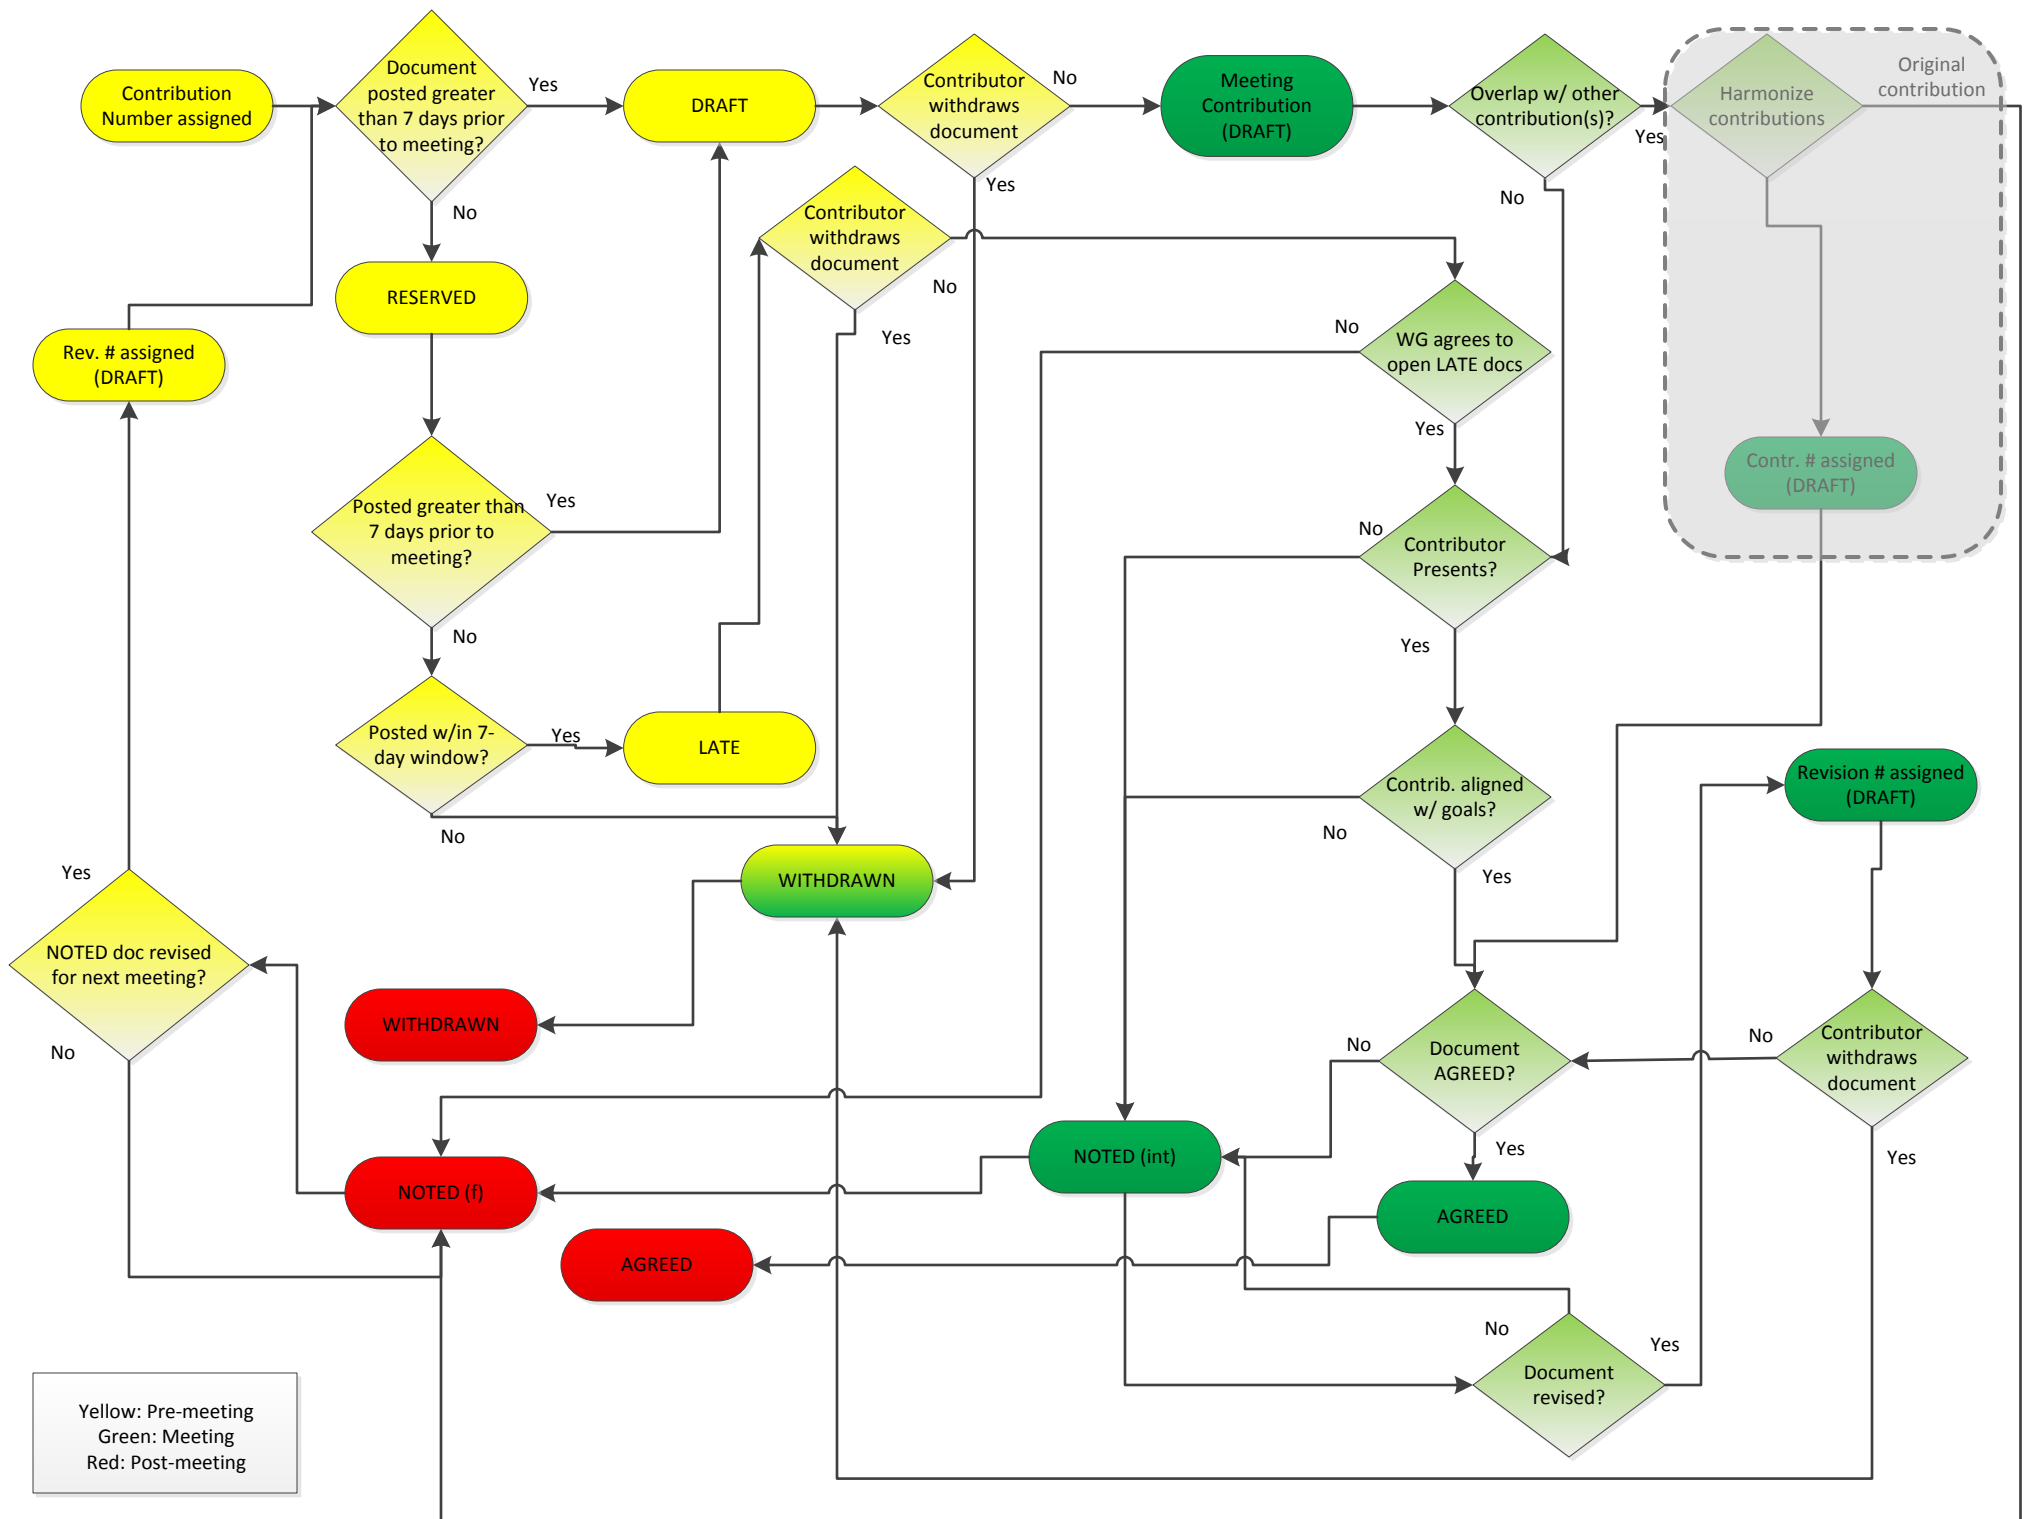 Contribution
Number assigned
Document
posted greater
than 7 days prior
to meeting?
Yes
No
DRAFT
Contributor
withdraws
document
No
Yes
Meeting
Contribution
(DRAFT)
Overlap w/ other
contribution(s)?
Yes
No
Harmonize
contributions
Original
contribution
Contributor
withdraws
document
No
Yes
RESERVED
Rev. # assigned
(DRAFT)
WG agrees to
open LATE docs
No
Yes
Contr. # assigned
(DRAFT)
Posted greater than
7 days prior to
meeting?
Yes
No
Contributor
Presents?
No
Yes
Posted w/in 7-
day window?
Yes
No
LATE
Contrib. aligned
w/ goals?
No
Yes
Revision # assigned
(DRAFT)
WITHDRAWN
NOTED doc revised
for next meeting?
Yes
No
WITHDRAWN
Document
AGREED?
No
Yes
Contributor
withdraws
document
No
Yes
NOTED (int)
NOTED (f)
AGREED
AGREED
Document
revised?
No
Yes
Yellow: Pre-meeting
Green: Meeting
Red: Post-meeting